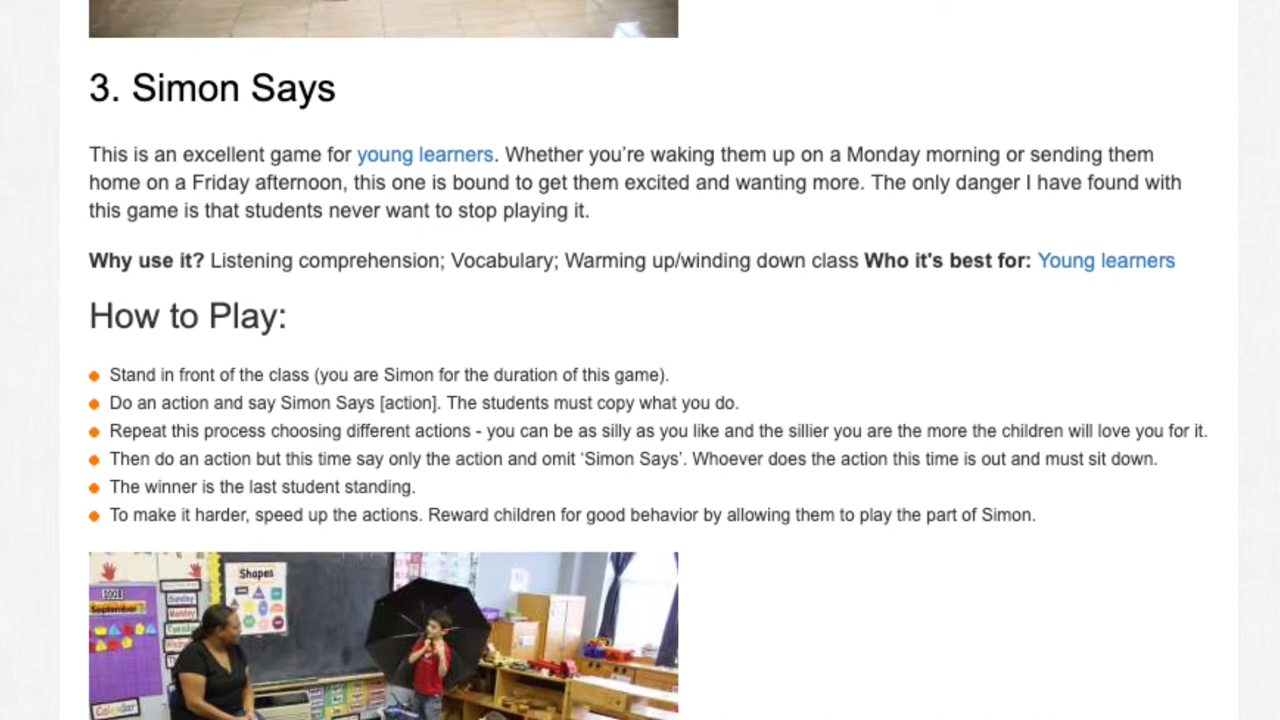 3. Simon Says
This is an excellent game for young learners. Whether you’re waking them up on a Monday morning or sending them
home on a Friday afternoon, this one is bound to get them excited and wanting more. The only danger I have found with
this game is that students never want to stop playing it.
Why use it? Listening comprehension; Vocabulary; Warming up/winding down class Who it's best for: Young learners
How to Play:
Stand in front of the class (you are Simon for the duration of this game).
Do an action and say Simon Says [action]. The students must copy what you do.
Repeat this process choosing different actions - you can be as silly as you like and the sillier you are the more the children will love you for it.
Then do an action but this time say only the action and omit ‘Simon Says’. Whoever does the action this time is out and must sit down.
The winner is the last student standing.
To make it harder, speed up the actions. Reward children for good behavior by allowing them to play the part of Simon.
Shapes
September
Sunday
Monday
Calendar